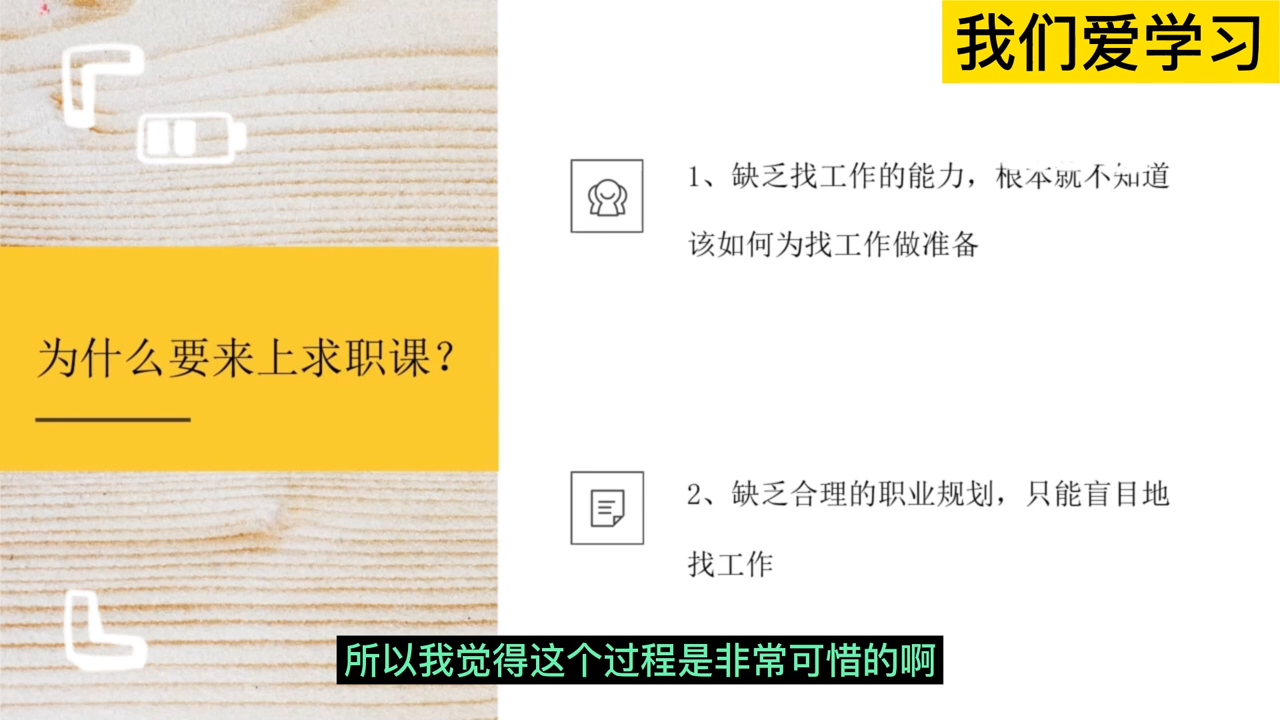 我们爱学习
为什么要来上求职课？
1、缺乏找工作的能力，根本就不知道
该如何为找工作做准备
2、缺乏合理的职业规划，只能盲目地
找工作
所以我觉得这个过程是非常可惜的啊